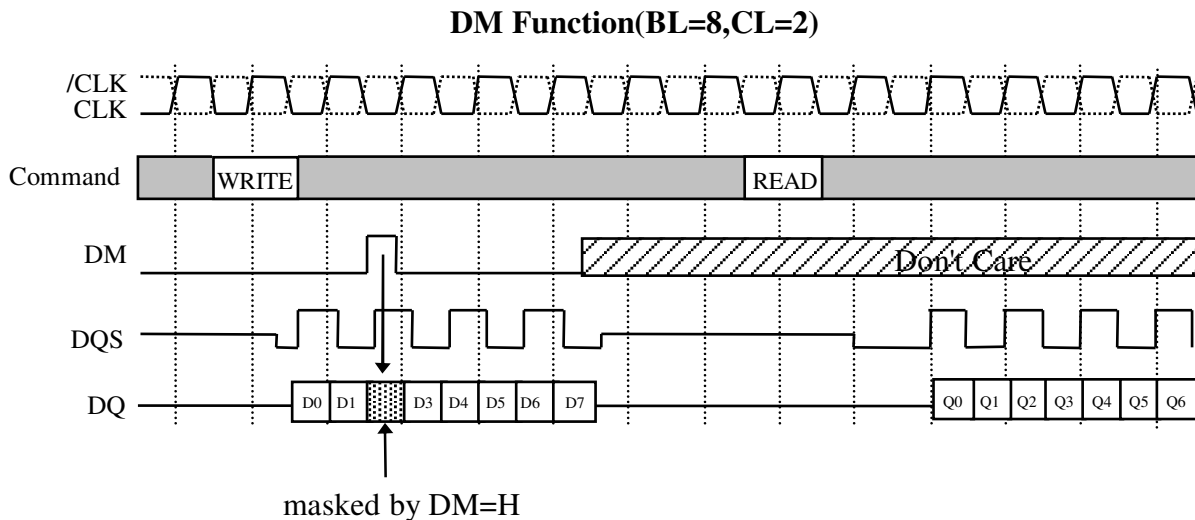 DM Function(BL=8,CL=2)
/CLK
CLK
Command WRITE READ
DM Don't Care
DQS
DQ D0 D1 D3 D4 D5 D6 D7 Q0 Q1 Q2 Q3 Q4 Q5 Q6
masked by DM=H